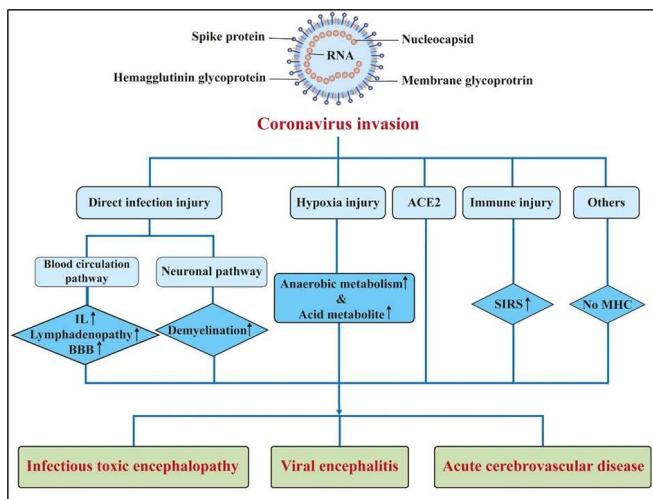 Spike protein
Nucleocapsid
RNA
Hemagglutinin glycoprotein
Membrane glycoprotrin
Coronavirus invasion
Direct infection injury
Hypoxia injury
ACE2
Immune injury
Others
Blood circulation
pathway
Neuronal pathway
IL↑
Lymphadenopathy↑
BBB↑
Demyelination↑
Anaerobic metabolism↑
&
Acid metabolite↑
SIRS↑
No MHC
Infectious toxic encephalopathy
Viral encephalitis
Acute cerebrovascular disease